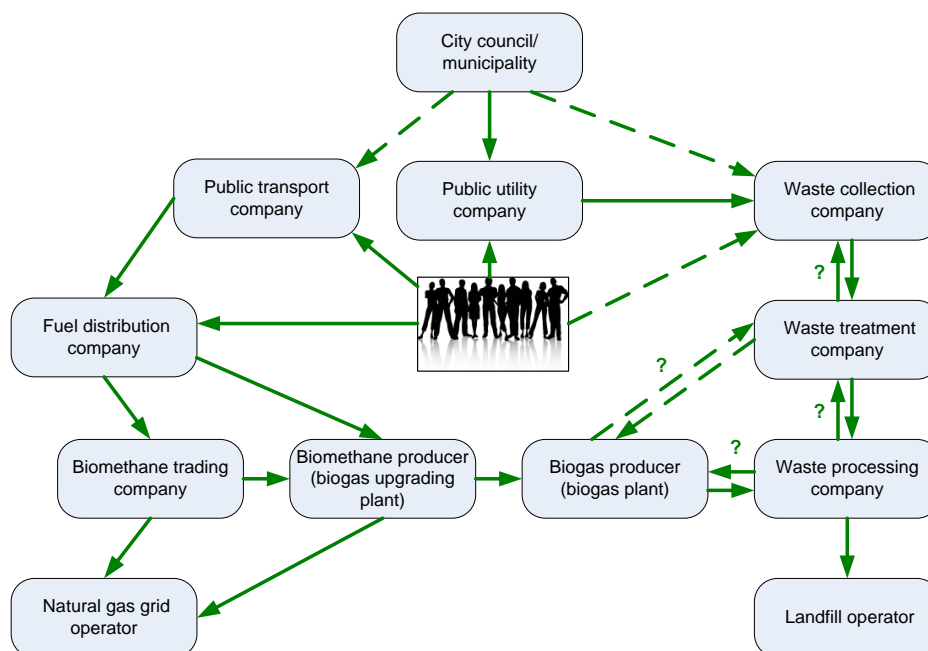 City council/
municipality
Public transport
company
Public utility
company
Waste collection
company
?
Fuel distribution
company
Waste treatment
company
?
?
?
Biomethane trading
company
Biomethane producer
(biogas upgrading
plant)
Biogas producer
(biogas plant)
Waste processing
company
Natural gas grid
operator
Landfill operator